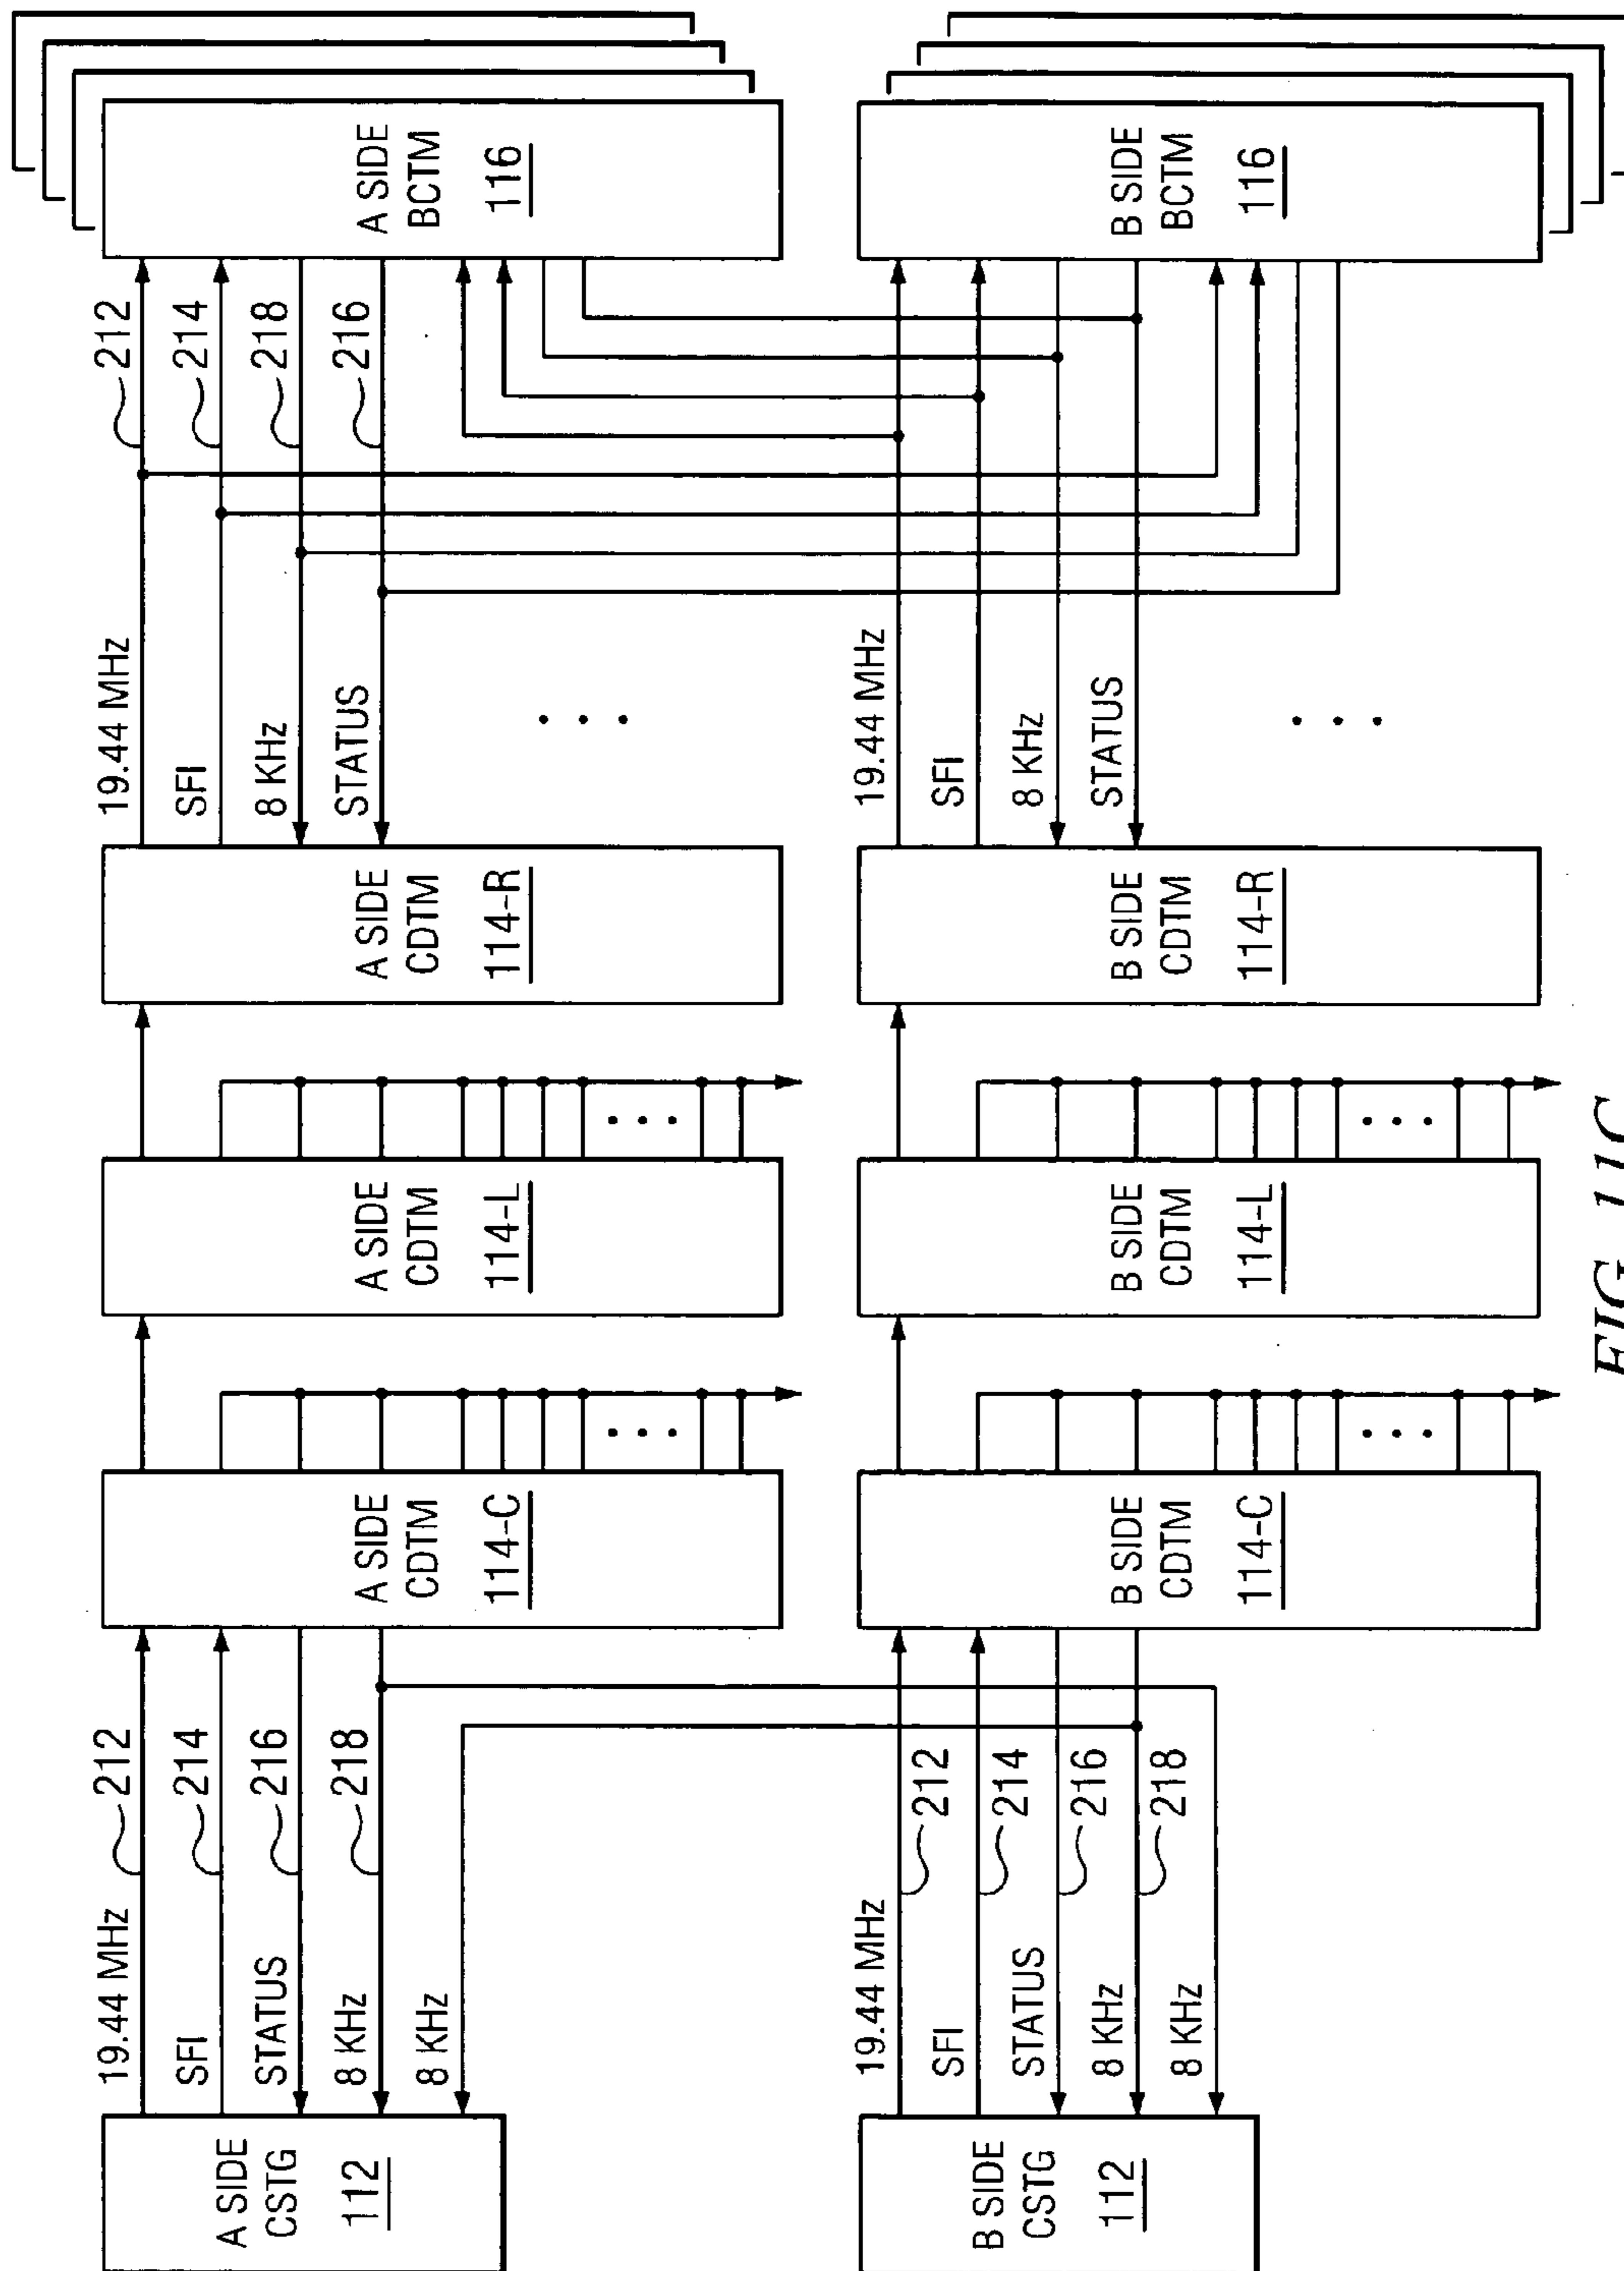 A SIDE
CSTG
112
19.44 MHz
212
SFI
214
STATUS
216
8 KHz
218
8 KHz
A SIDE
CDTM
114-C
A SIDE
CDTM
114-L
A SIDE
CDTM
114-R
19.44 MHz
212
SFI
214
8 KHz
218
STATUS
216
A SIDE
BCTM
116
B SIDE
CSTG
112
19.44 MHz
212
SFI
214
STATUS
216
8 KHz
218
8 KHz
B SIDE
CDTM
114-C
B SIDE
CDTM
114-L
B SIDE
CDTM
114-R
19.44 MHz
SFI
8 KHz
STATUS
B SIDE
BCTM
116
FIG. 11C